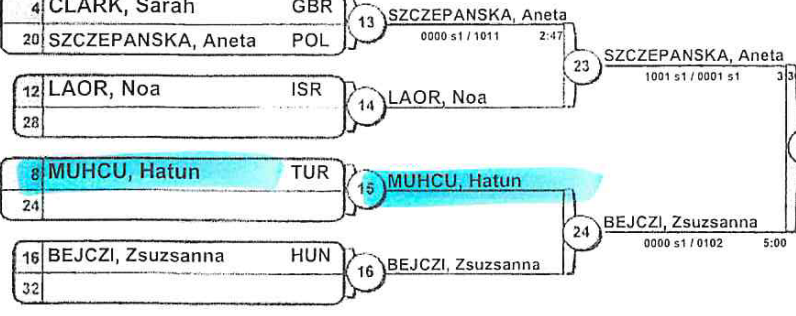 4 CLARK, Sarah GBR
20 SZCZEPANSKA, Aneta POL
13 SZCZEPANSKA, Aneta
0000 s1 / 1011 2:47
12 LAOR, Noa ISR
28
14 LAOR, Noa
23 SZCZEPANSKA, Aneta
1001 s1 / 0001 s1
8 MUHCU, Hatun TUR
24
15 MUHCU, Hatun
16 BEJCZI, Zsuzsanna HUN
32
16 BEJCZI, Zsuzsanna
24 BEJCZI, Zsuzsanna
0000 s1 / 0102 5:00